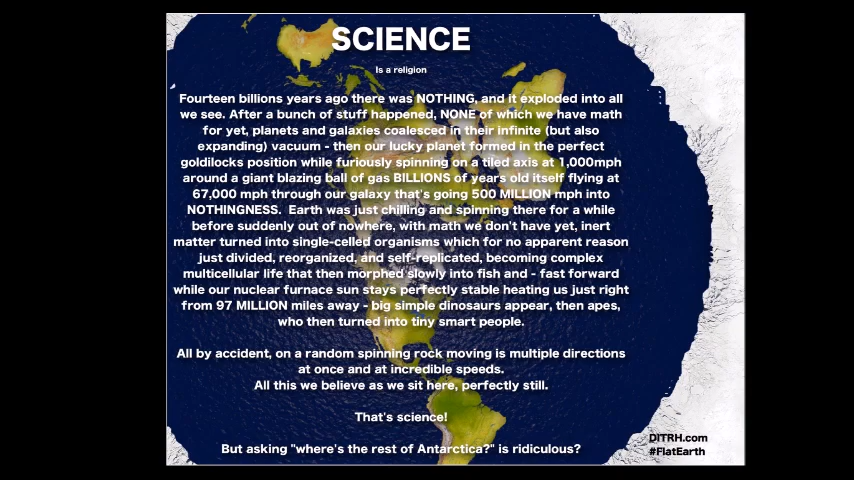 SCIENCE
Is a religion
Fourteen billions years ago there was NOTHING, and it exploded into all
we see. After a bunch of stuff happened, NONE of which we have math
for yet, planets and galaxies coalesced in their infinite (but also
expanding) vacuum - then our lucky planet formed in the perfect
goldilocks position while furiously spinning on a tiled axis at 1,000mph
around a giant blazing ball of gas BILLIONS of years old itself flying at
67,000 mph through our galaxy that's going 500 MILLION mph into
NOTHINGNESS. Earth was just chilling and spinning there for a while
before suddenly out of nowhere, with math we don't have yet, inert
matter turned into single-celled organisms which for no apparent reason
just divided, reorganized, and self-replicated, becoming complex
multicellular life that then morphed slowly into fish and - fast forward
while our nuclear furnace sun stays perfectly stable heating us just right
from 97 MILLION miles away - big simple dinosaurs appear, then apes,
who then turned into tiny smart people.
All by accident, on a random spinning rock moving is multiple directions
at once and at incredible speeds.
All this we believe as we sit here, perfectly still.
That's science!
But asking "where's the rest of Antarctica?" is ridiculous?
DITRH.com
#FlatEarth